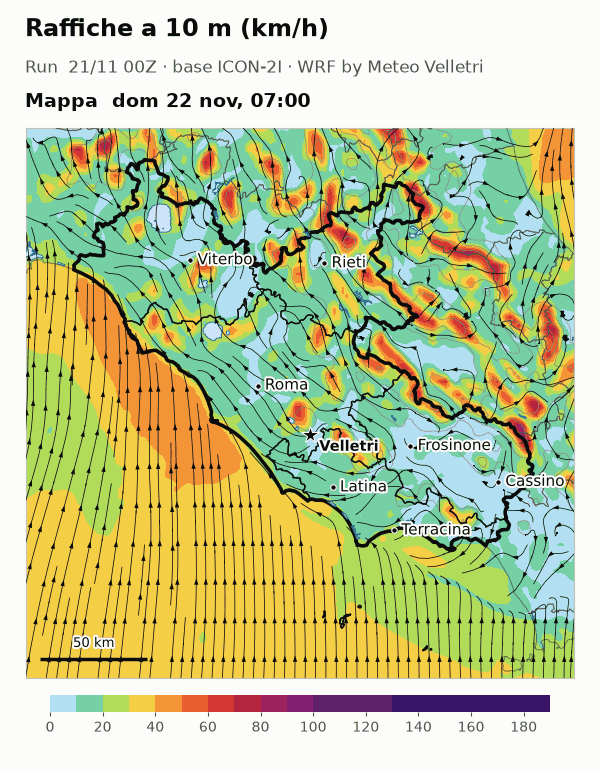 Raffiche a 10 m (km/h)
Run 21/11 00Z · base ICON-2I · WRF by Meteo Velletri
Mappa dom 22 nov, 07:00
Viterbo
Rieti
Roma
Velletri
Frosinone
Cassino
Latina
Terracina
50 km
0 20 40 60 80 100 120 140 160 180